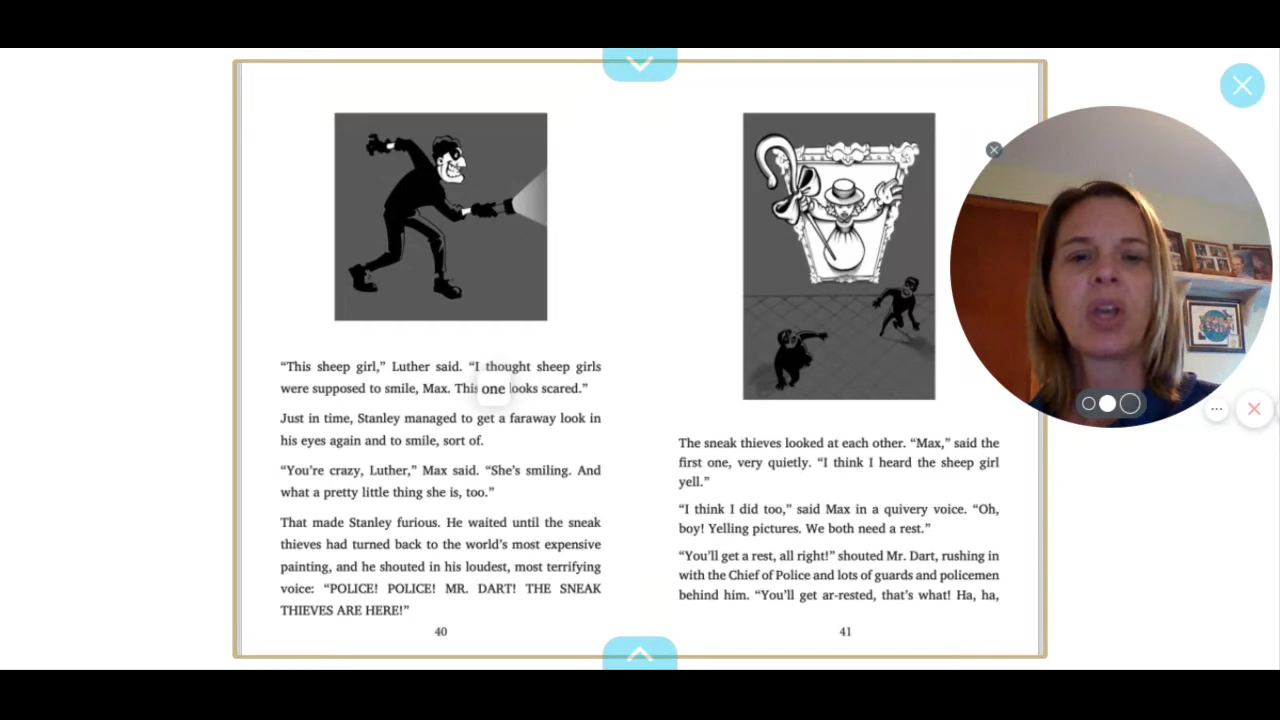 “This sheep girl,” Luther said. “I thought sheep girls
were supposed to smile, Max. This one looks scared.”
Just in time, Stanley managed to get a faraway look in
his eyes again and to smile, sort of.
“You're crazy, Luther,” Max said. “She's smiling. And
what a pretty little thing she is, too.”
That made Stanley furious. He waited until the sneak
thieves had turned back to the world's most expensive
painting, and he shouted in his loudest, most terrifying
voice: “POLICE! POLICE! MR. DART! THE SNEAK
THIEVES ARE HERE!”
40
The sneak thieves looked at each other. “Max,” said the
first one, very quietly. “I think I heard the sheep girl
yell.”
“I think I did too,” said Max in a quivery voice. “Oh,
boy! Yelling pictures. We both need a rest.”
“You'll get a rest, all right!” shouted Mr. Dart, rushing in
with the Chief of Police and lots of guards and policemen
behind him. “You'll get ar-rested, that's what! Ha, ha,
41